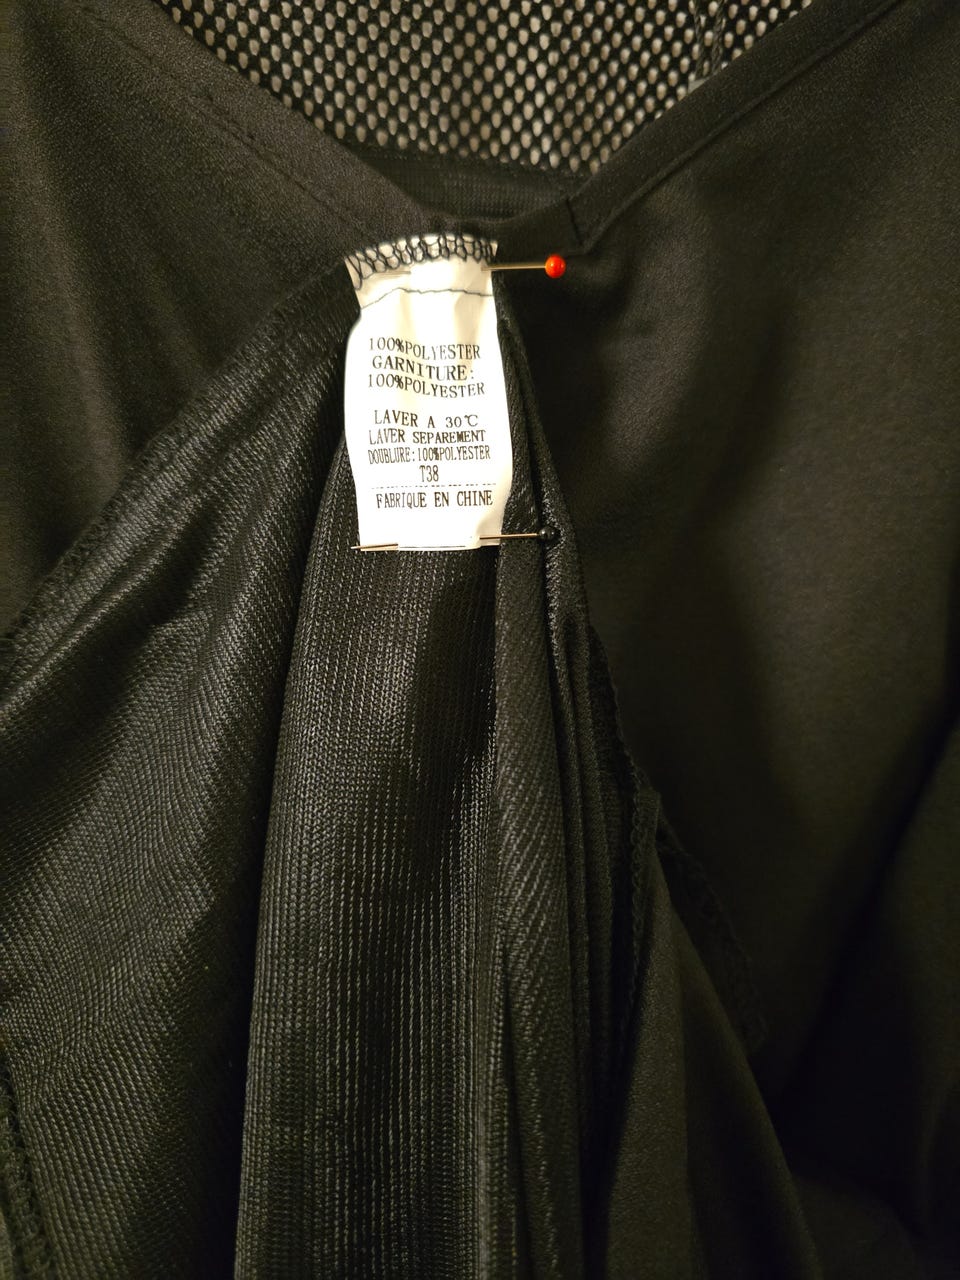 100%POLYESTER
GARNITURE:
100%POLYESTER
LAVER A 30℃
LAVER SEPAREMENT
DOUBLURE:100%POLYESTER
T38
FABRIQUE EN CHINE